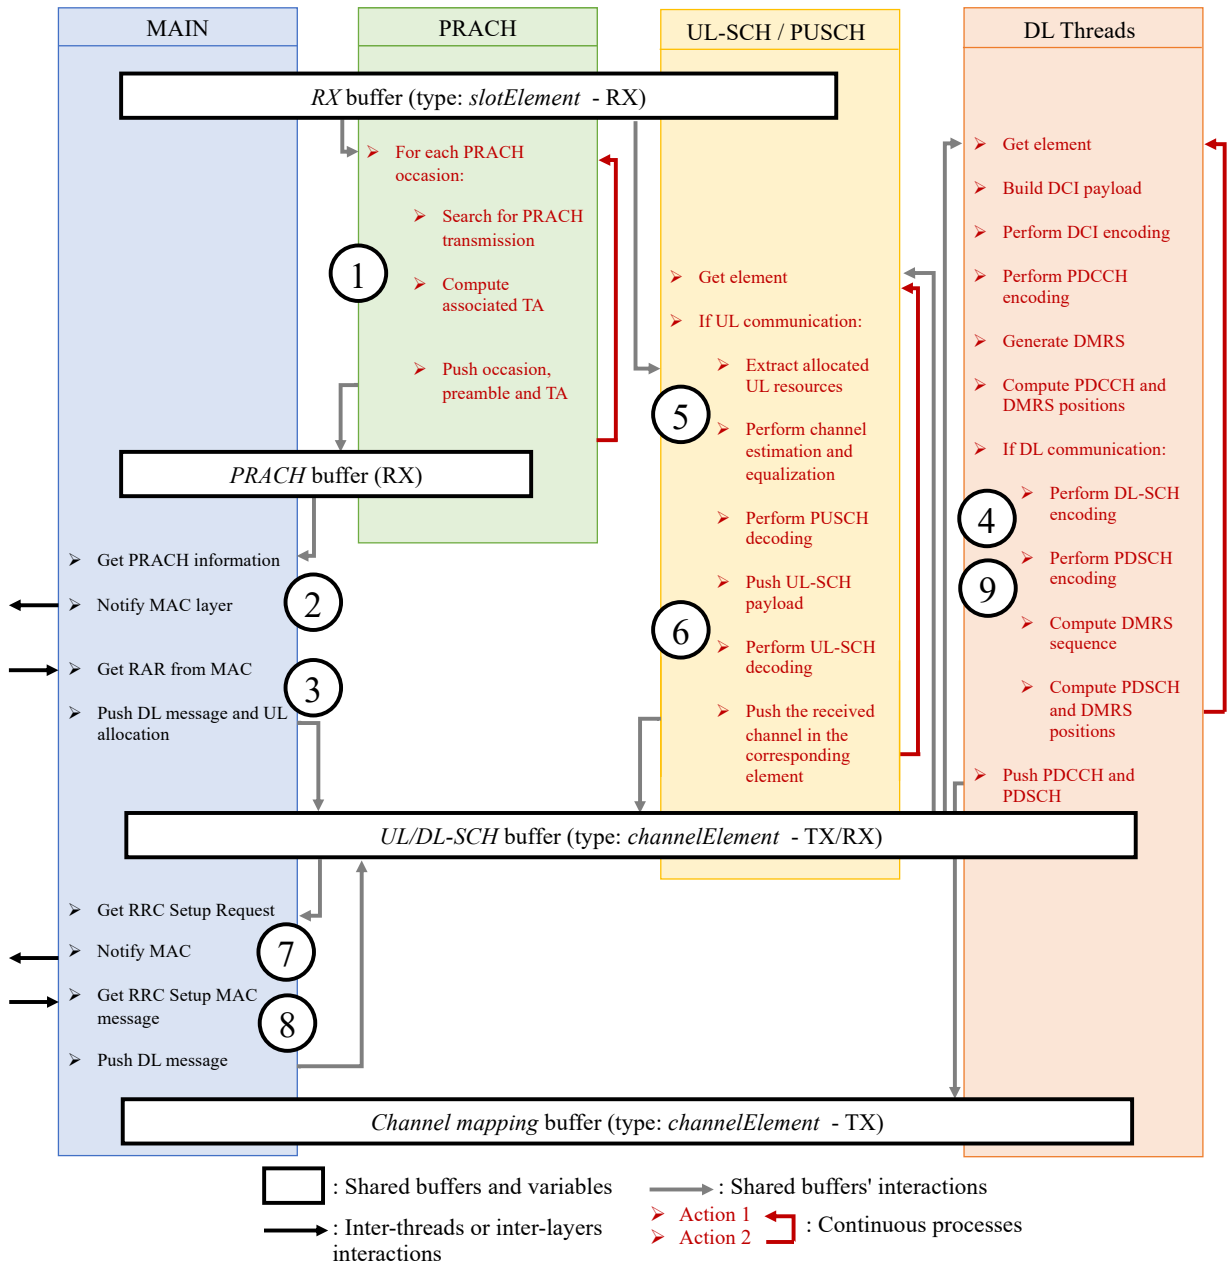 MAIN
PRACH
UL-SCH / PUSCH
DL Threads
RX buffer (type: slotElement - RX)
For each PRACH
occasion:
Search for PRACH
transmission
1
Compute
associated TA
Push occasion,
preamble and TA
PRACH buffer (RX)
Get PRACH information
2
Notify MAC layer
Get RAR from MAC
3
Push DL message and UL
allocation
Get element
If UL communication:
Extract allocated
UL resources
5
Perform channel
estimation and
equalization
Perform PUSCH
decoding
Push UL-SCH
payload
6
Perform UL-SCH
decoding
Push the received
channel in the
corresponding
element
Get element
Build DCI payload
Perform DCI encoding
Perform PDCCH
encoding
Generate DMRS
Compute PDCCH and
DMRS positions
If DL communication:
4
Perform DL-SCH
encoding
9
Perform PDSCH
encoding
Compute DMRS
sequence
Compute PDSCH
and DMRS
positions
Push PDCCH and
PDSCH
UL/DL-SCH buffer (type: channelElement - TX/RX)
Get RRC Setup Request
7
Notify MAC
Get RRC Setup MAC
message
8
Push DL message
Channel mapping buffer (type: channelElement - TX)
: Shared buffers and variables
: Shared buffers' interactions
: Inter-threads or inter-layers
interactions
Action 1
Action 2
: Continuous processes